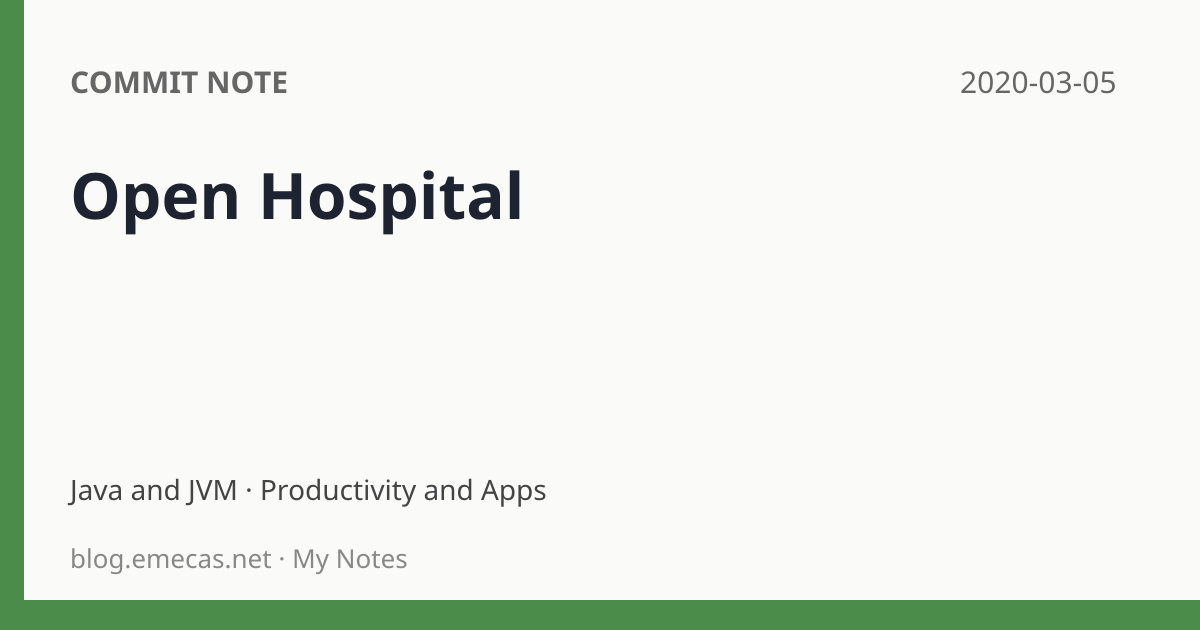 COMMIT NOTE
2020-03-05
Open Hospital
Java and JVM · Productivity and Apps
blog.emecas.net · My Notes